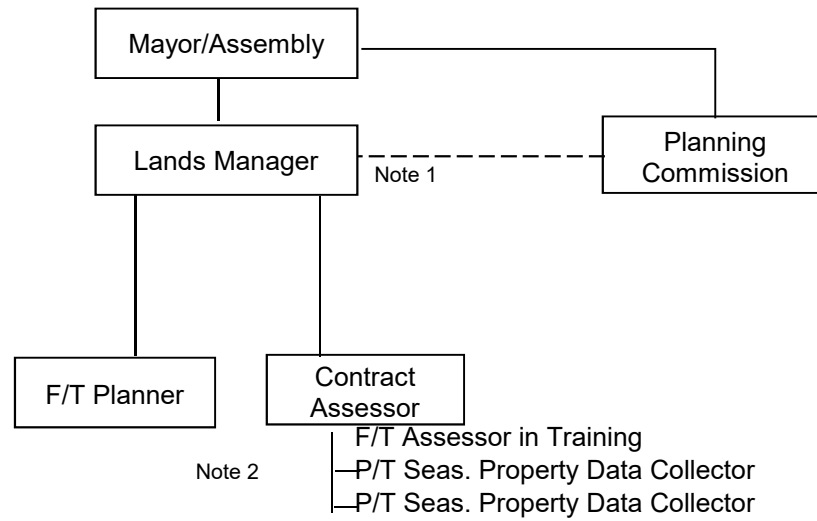 Mayor/Assembly
Lands Manager
Note 1
Planning
Commission
F/T Planner
Contract
Assessor
F/T Assessor in Training
Note 2
P/T Seas. Property Data Collector
P/T Seas. Property Data Collector